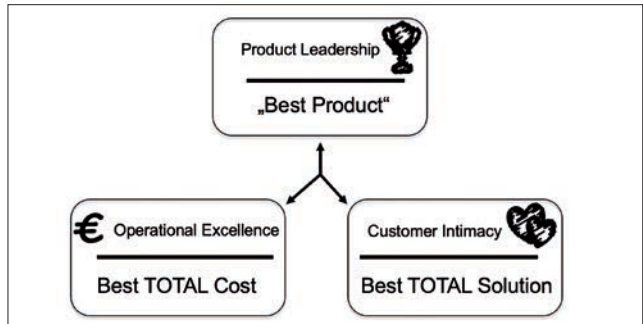 Product Leadership
„Best Product“
€ Operational Excellence
Customer Intimacy
Best TOTAL Cost
Best TOTAL Solution